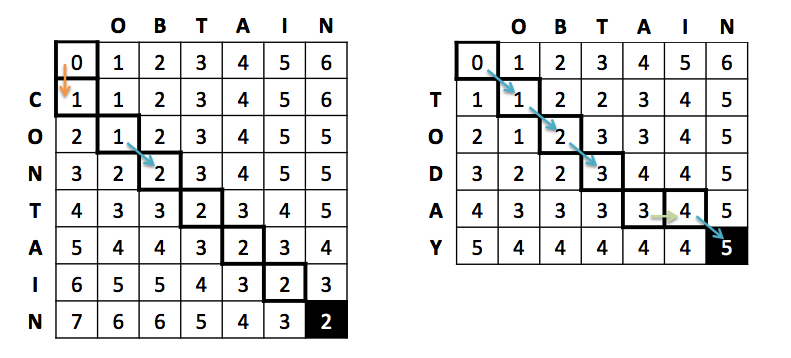 O B T A I N
0 1 2 3 4 5 6
C 1 1 2 3 4 5 6
O 2 1 2 3 4 5 5
N 3 2 2 3 4 5 5
T 4 3 3 2 3 4 5
A 5 4 4 3 2 3 4
I 6 5 5 4 3 2 3
N 7 6 6 5 4 3 2
O B T A I N
0 1 2 3 4 5 6
T 1 1 2 2 3 4 5
O 2 1 2 3 3 4 5
D 3 2 2 3 4 4 5
A 4 3 3 3 3 4 5
Y 5 4 4 4 4 4 5